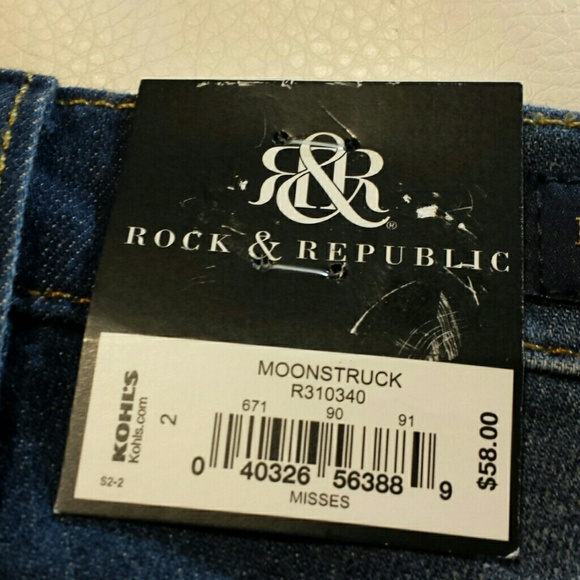 R&R®
ROCK & REPUBLIC
MOONSTRUCK
R310340
671 90 91
0 40326 56388 9
MISSES
KOHL'S
Kohls.com
2
S2-2
$58.00